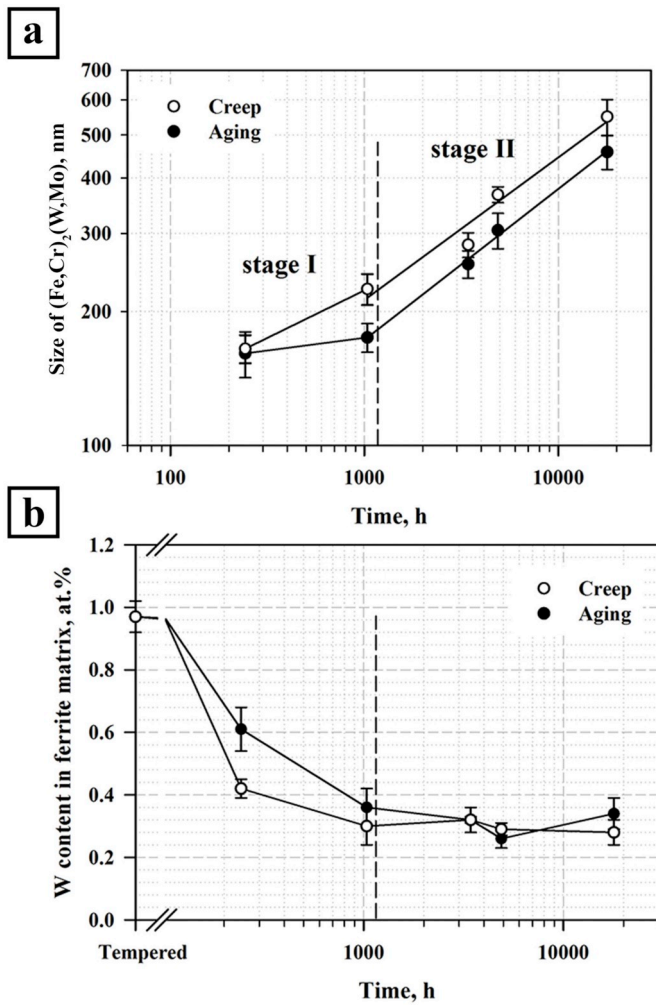 a
Size of (Fe,Cr)2(W,Mo), nm
700
600
500
400
300
200
100
Creep
Aging
stage I
stage II
100
1000
10000
Time, h
b
W content in ferrite matrix, at.%
1.2
1.0
0.8
0.6
0.4
0.2
0.0
Creep
Aging
Tempered
1000
10000
Time, h